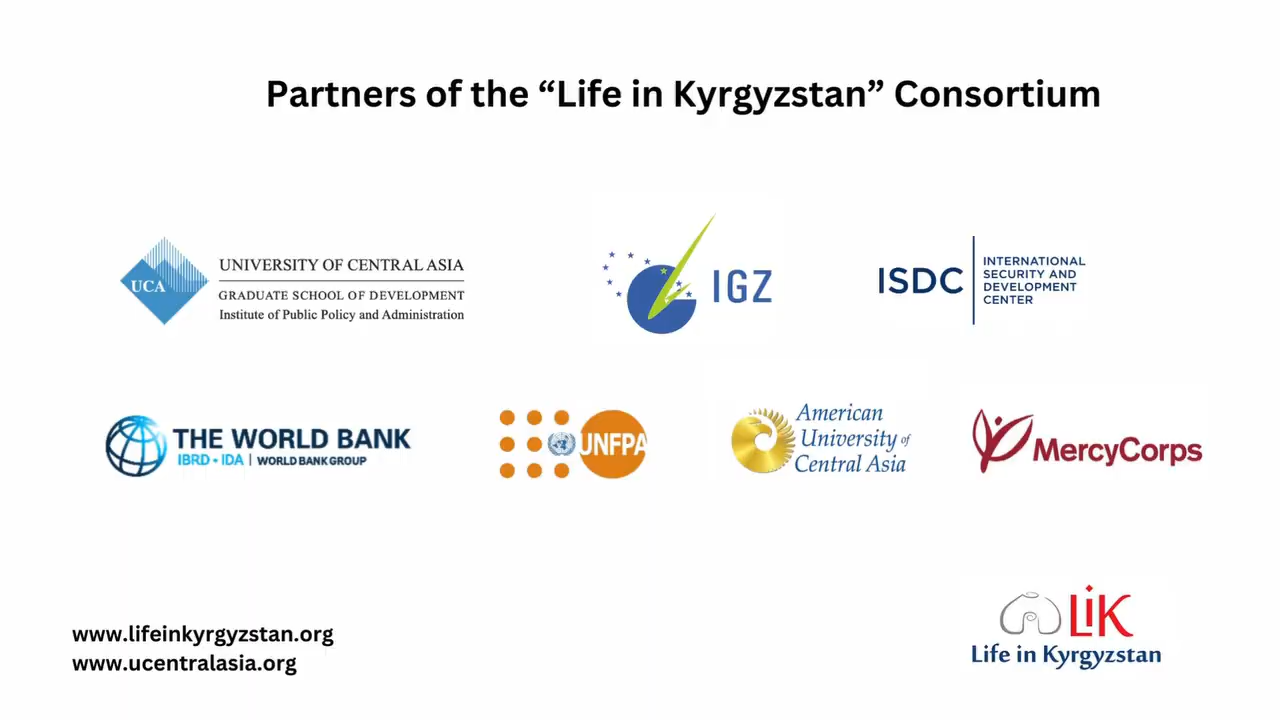 Partners of the “Life in Kyrgyzstan” Consortium
UCA
UNIVERSITY OF CENTRAL ASIA
GRADUATE SCHOOL OF DEVELOPMENT
Institute of Public Policy and Administration
IGZ
ISDC
INTERNATIONAL
SECURITY AND
DEVELOPMENT
CENTER
THE WORLD BANK
IBRD • IDA | WORLD BANK GROUP
UNFPA
American
University of
Central Asia
MercyCorps
www.lifeinkyrgyzstan.org
www.ucentralasia.org
LiK
Life in Kyrgyzstan